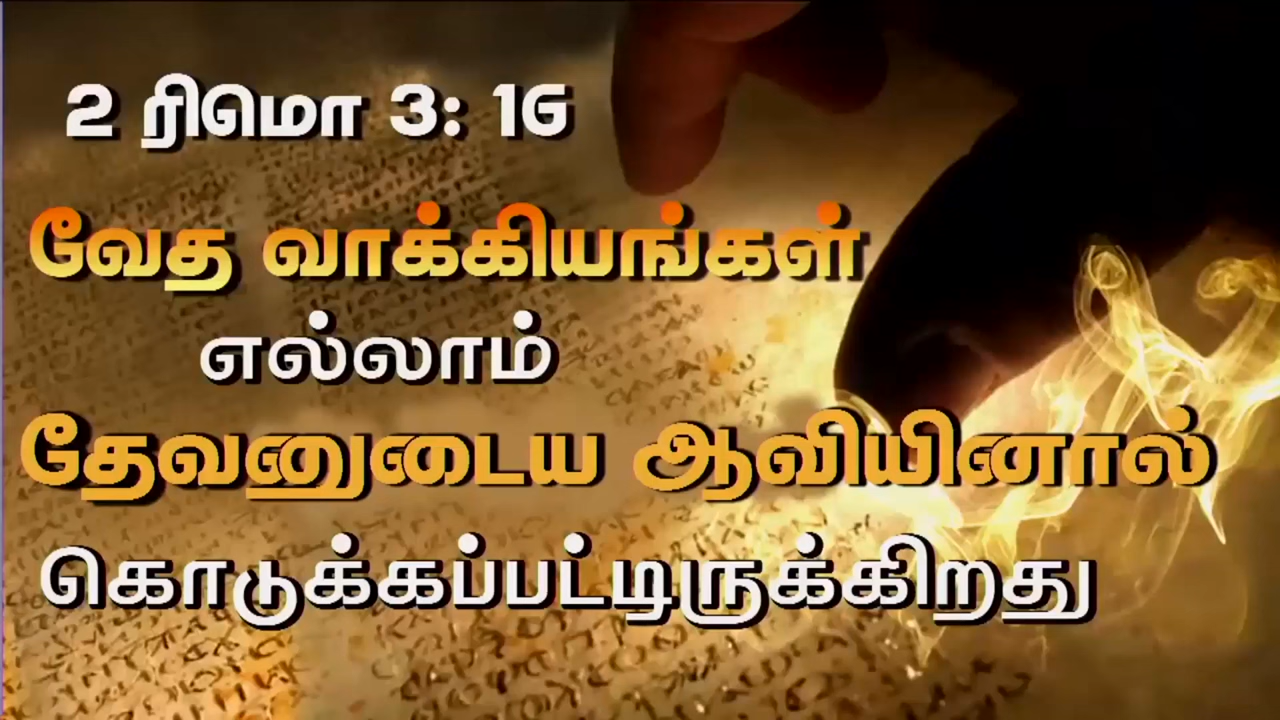 2 ரிமொ 3: 16
வேத வாக்கியங்கள்
எல்லாம்
தேவனுடைய ஆவியினால்
கொடுக்கப்பட்டிருக்கிறது